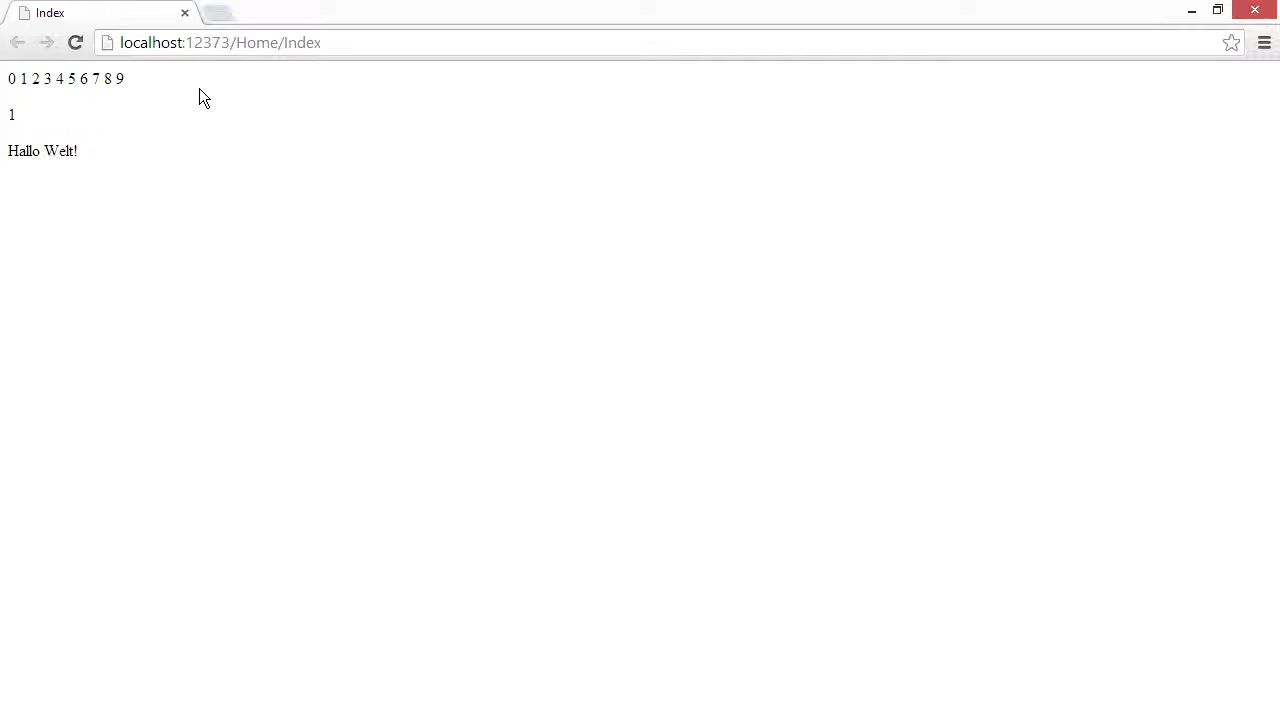 Index
localhost:12373/Home/Index
0 1 2 3 4 5 6 7 8 9
1
Hallo Welt!